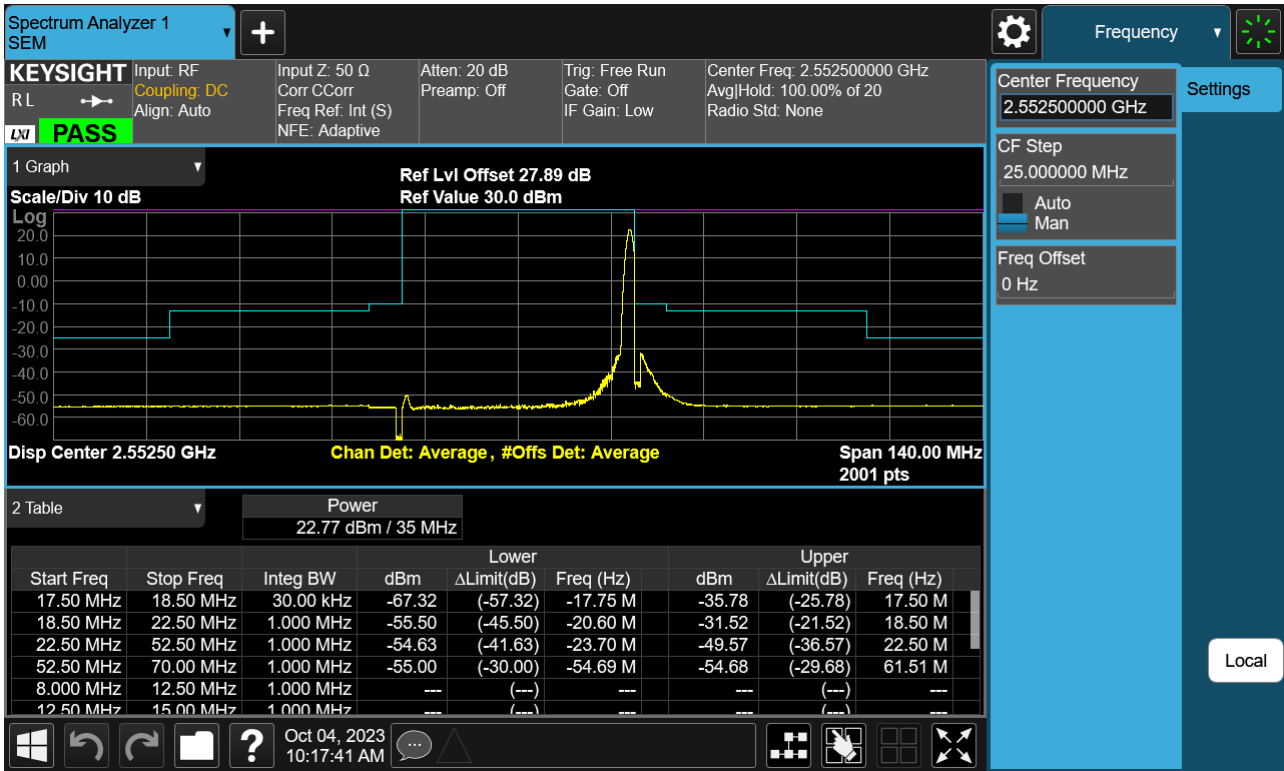 Spectrum Analyzer 1
SEM
Frequency
KEYSIGHT
R L
LXI
PASS
Input: RF
Coupling: DC
Align: Auto
Input Z: 50 Ω
Corr CCorr
Freq Ref: Int (S)
NFE: Adaptive
Atten: 20 dB
Preamp: Off
Trig: Free Run
Gate: Off
IF Gain: Low
Center Freq: 2.552500000 GHz
Avg|Hold: 100.00% of 20
Radio Std: None
Center Frequency
2.552500000 GHz
Settings
CF Step
25.000000 MHz
Auto
Man
Freq Offset
0 Hz
1 Graph
Scale/Div 10 dB
Ref Lvl Offset 27.89 dB
Ref Value 30.0 dBm
Log
20.0
10.0
0.00
-10.0
-20.0
-30.0
-40.0
-50.0
-60.0
Disp Center 2.55250 GHz
Chan Det: Average , #Offs Det: Average
Span 140.00 MHz
2001 pts
2 Table
Power
22.77 dBm / 35 MHz
Lower Upper
Start Freq Stop Freq Integ BW dBm ΔLimit(dB) Freq (Hz) dBm ΔLimit(dB) Freq (Hz)
17.50 MHz 18.50 MHz 30.00 kHz -67.32 (-57.32) -17.75 M -35.78 (-25.78) 17.50 M
18.50 MHz 22.50 MHz 1.000 MHz -55.50 (-45.50) -20.60 M -31.52 (-21.52) 18.50 M
22.50 MHz 52.50 MHz 1.000 MHz -54.63 (-41.63) -23.70 M -49.57 (-36.57) 22.50 M
52.50 MHz 70.00 MHz 1.000 MHz -55.00 (-30.00) -54.69 M -54.68 (-29.68) 61.51 M
8.000 MHz 12.50 MHz 1.000 MHz --- (---) --- --- (---) ---
12.50 MHz 15.00 MHz 1.000 MHz --- (---) --- --- (---) ---
Local
?
Oct 04, 2023
10:17:41 AM